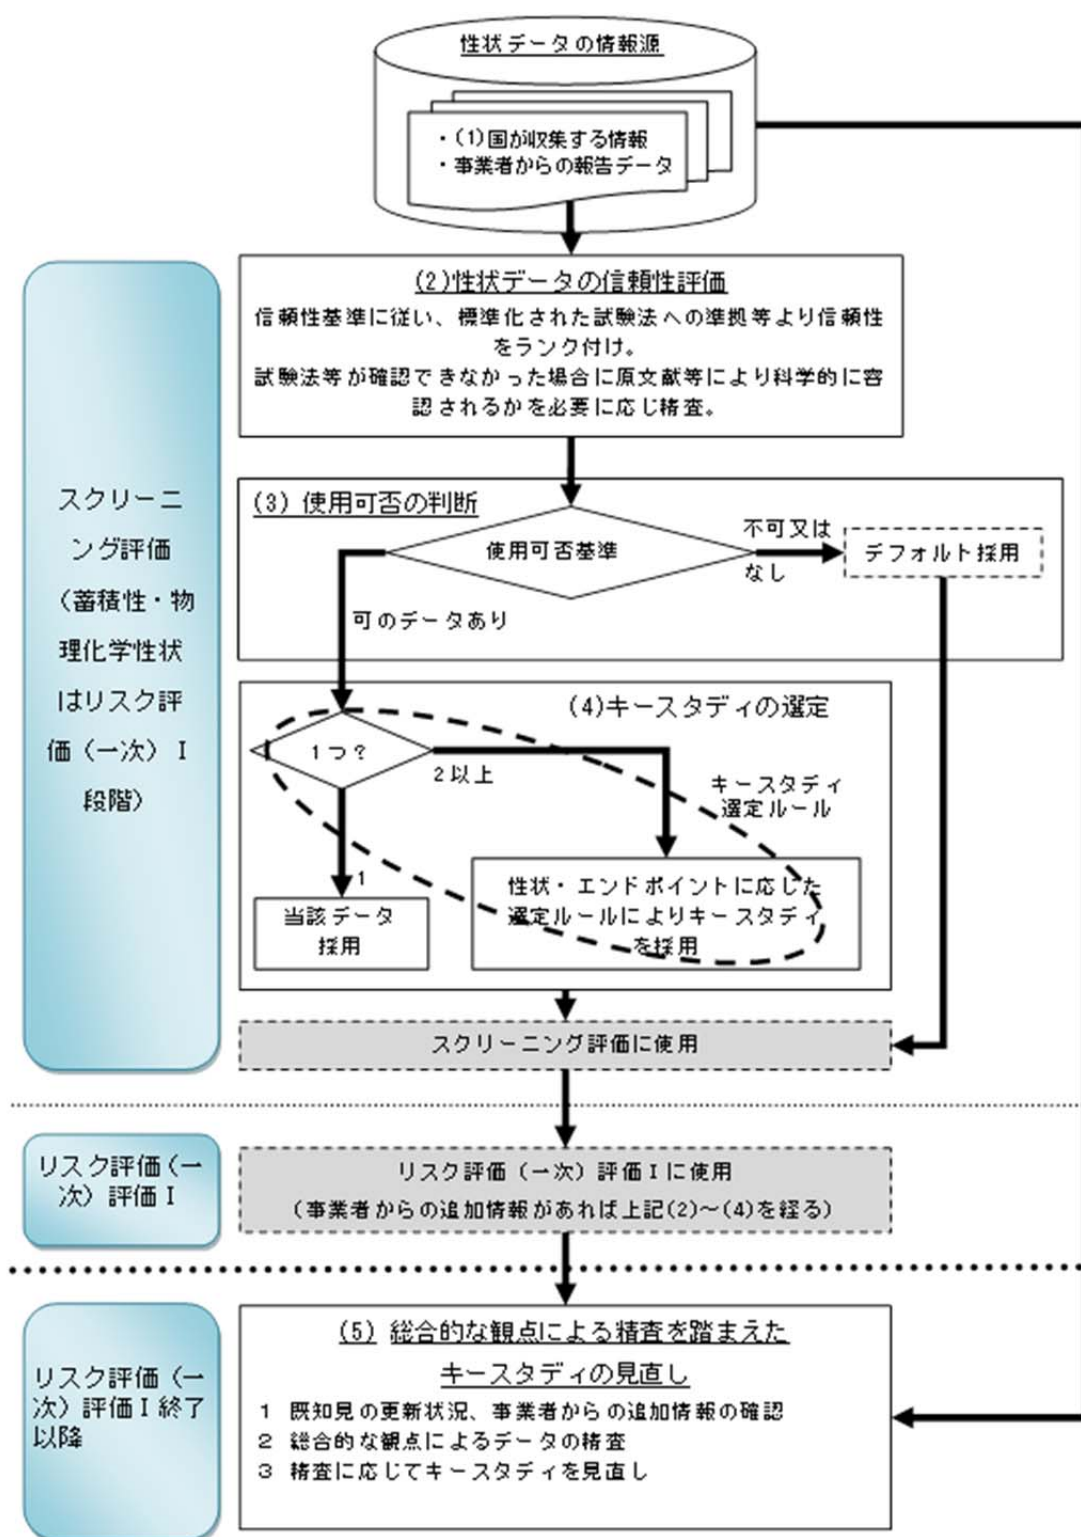 性状データの情報源
・(1)国が収集する情報
・事業者からの報告データ
スクリーニ
ング評価
（蓄積性・物
理化学性状
はリスク評
価（一次）Ⅰ
段階）
(2)性状データの信頼性評価
信頼性基準に従い、標準化された試験法への準拠等より信頼性
をランク付け。
試験法等が確認できなかった場合に原文献等により科学的に容
認されるかを必要に応じ精査。
(3) 使用可否の判断
使用可否基準
不可又は
なし
デフォルト採用
可のデータあり
(4)キースタディの選定
1つ？
2以上
キースタディ
選定ルール
1
当該データ
採用
性状・エンドポイントに応じた
選定ルールによりキースタディ
を採用
スクリーニング評価に使用
リスク評価（一
次）評価Ⅰ
リスク評価（一次）評価Ⅰに使用
（事業者からの追加情報があれば上記(2)～(4)を経る）
リスク評価（一
次）評価Ⅰ終了
以降
(5) 総合的な観点による精査を踏まえた
キースタディの見直し
1 既知見の更新状況、事業者からの追加情報の確認
2 総合的な観点によるデータの精査
3 精査に応じてキースタディを見直し